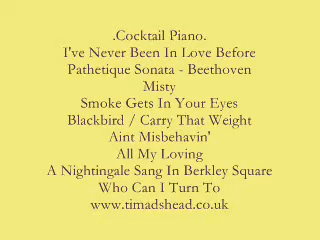 .Cocktail Piano.
I've Never Been In Love Before
Pathetique Sonata - Beethoven
Misty
Smoke Gets In Your Eyes
Blackbird / Carry That Weight
Aint Misbehavin'
All My Loving
A Nightingale Sang In Berkley Square
Who Can I Turn To
www.timadshead.co.uk